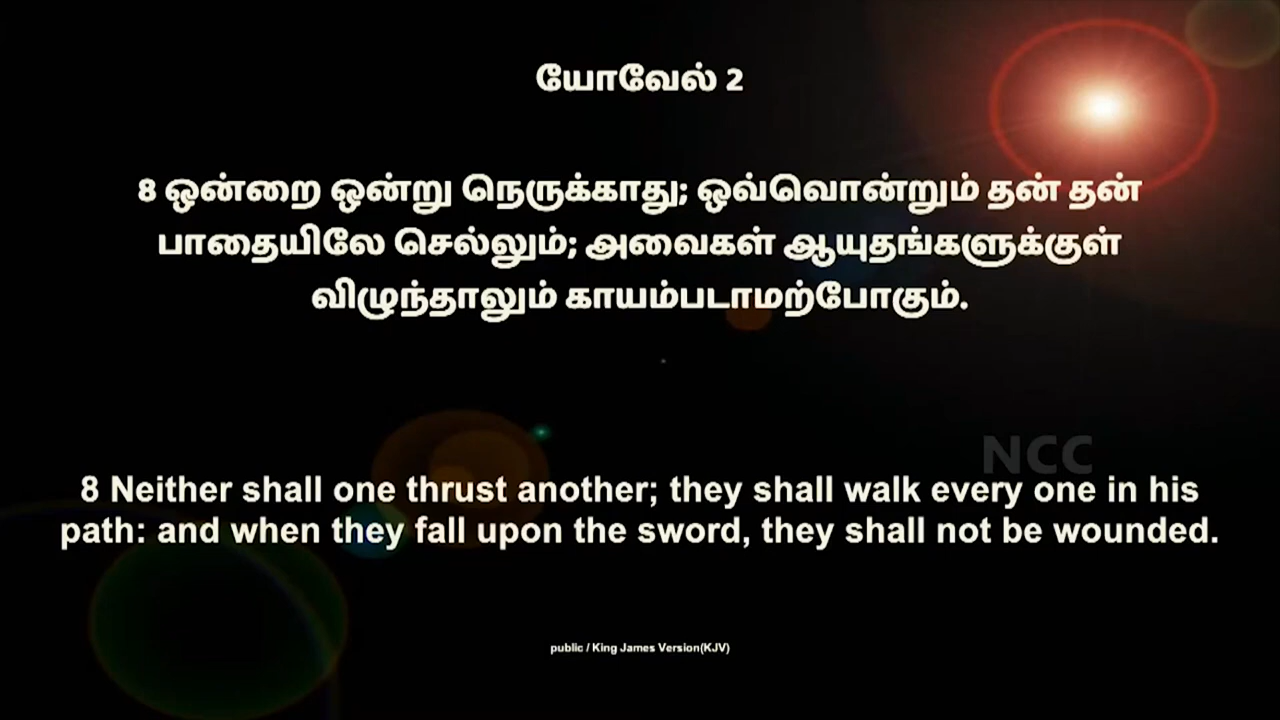 யோவேல் 2
8 ஒன்றை ஒன்று நெருக்காது; ஒவ்வொன்றும் தன் தன்
பாதையிலே செல்லும்; அவைகள் ஆயுதங்களுக்குள்
விழுந்தாலும் காயம்படாமற்போகும்.
NCC
8 Neither shall one thrust another; they shall walk every one in his
path: and when they fall upon the sword, they shall not be wounded.
public / King James Version(KJV)